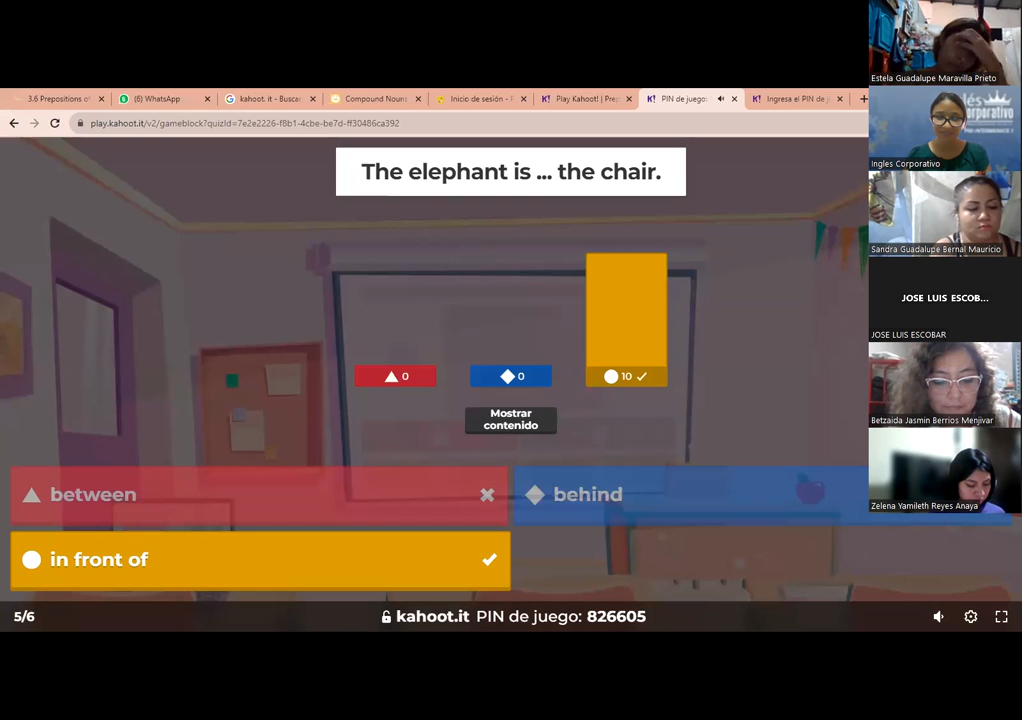 3.6 Prepositions of
(6) WhatsApp
kahoot. it - Busca
Compound Noun
Inicio de sesión - F
Play Kahoot! | Prep
PIN de juego:
Ingresa el PIN de j
play.kahoot.it/v2/gameblock?quizId=7e2e2226-f8b1-4cbe-be7d-ff30486ca392
The elephant is ... the chair.
0
0
10
Mostrar
contenido
between
behind
in front of
5/6
kahoot.it PIN de juego: 826605
Estela Guadalupe Maravilla Prieto
Ingles Corporativo
Sandra Guadalupe Bernal Mauricio
JOSE LUIS ESCOB...
JOSE LUIS ESCOBAR
Betzaida Jasmin Berrios Menjivar
Zelena Yamileth Reyes Anaya